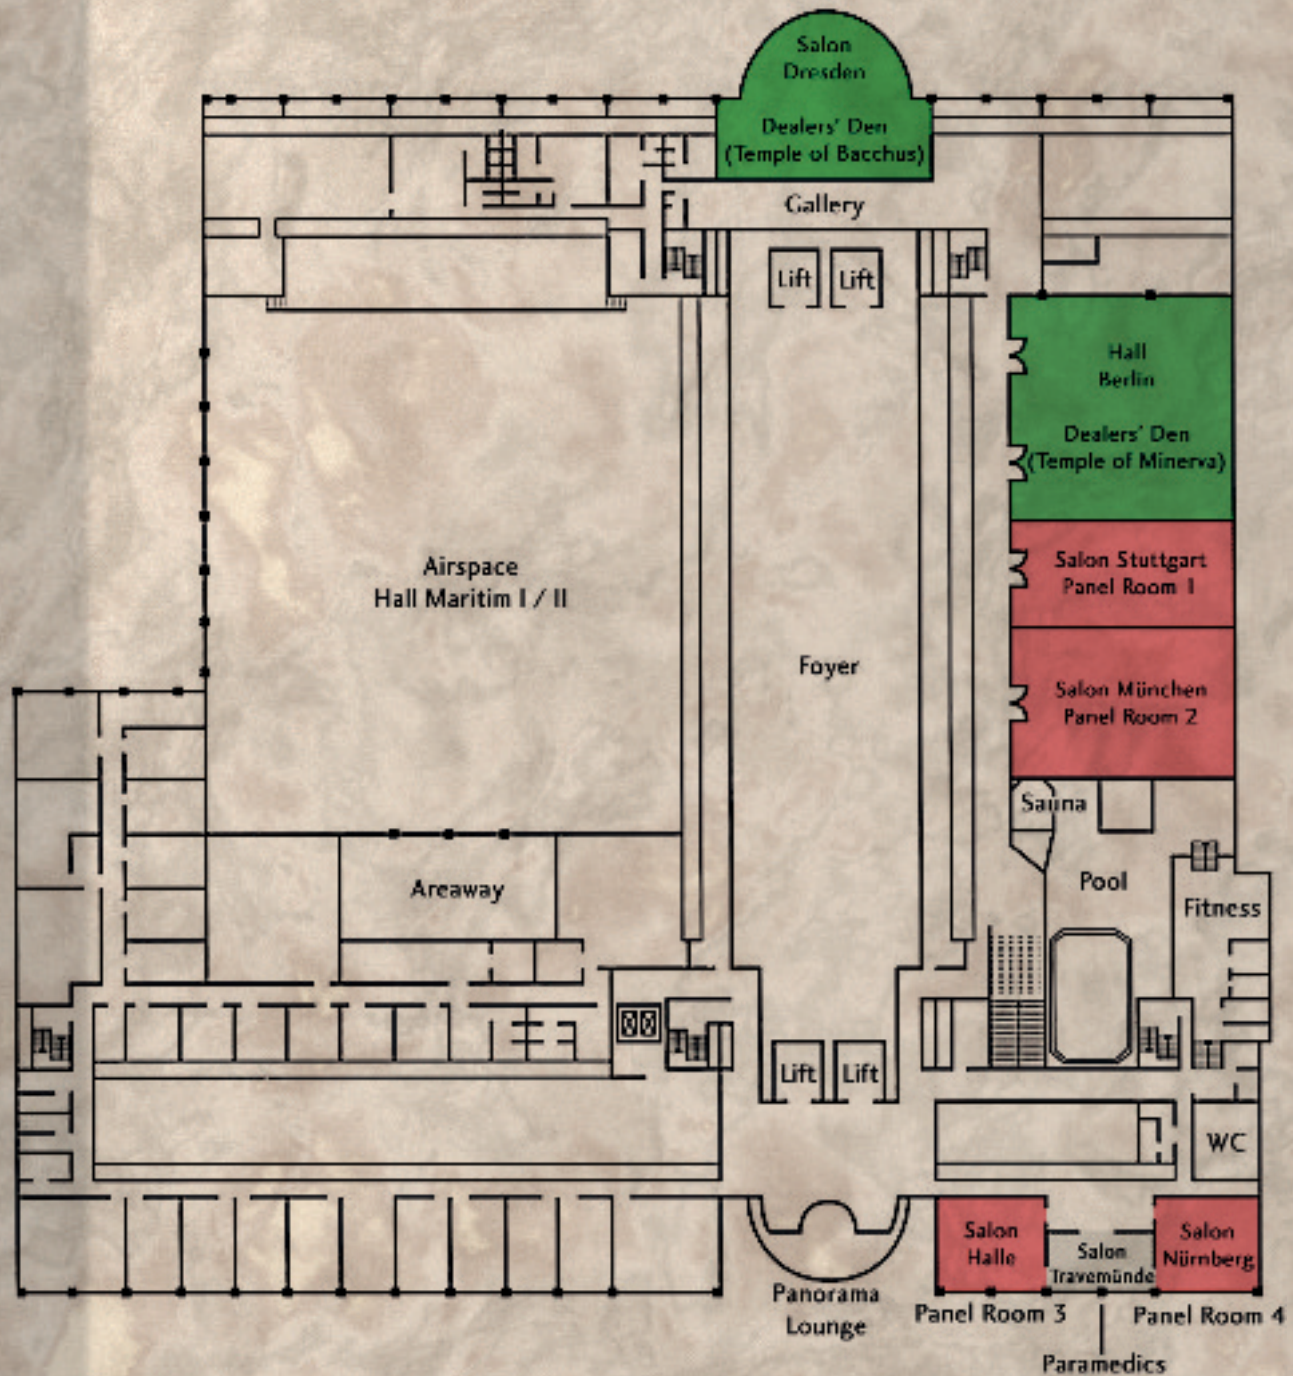 Salon
Dresden
Dealers' Den
(Temple of Bacchus)
Gallery
Lift
Lift
Hall
Berlin
Dealers' Den
(Temple of Minerva)
Salon Stuttgart
Panel Room 1
Airspace
Hall Maritim I / II
Foyer
Salon München
Panel Room 2
Sauna
Areaway
Pool
Fitness
Lift
Lift
WC
Salon
Halle
Salon
Travemünde
Salon
Nürnberg
Panorama
Lounge
Panel Room 3
Panel Room 4
Paramedics